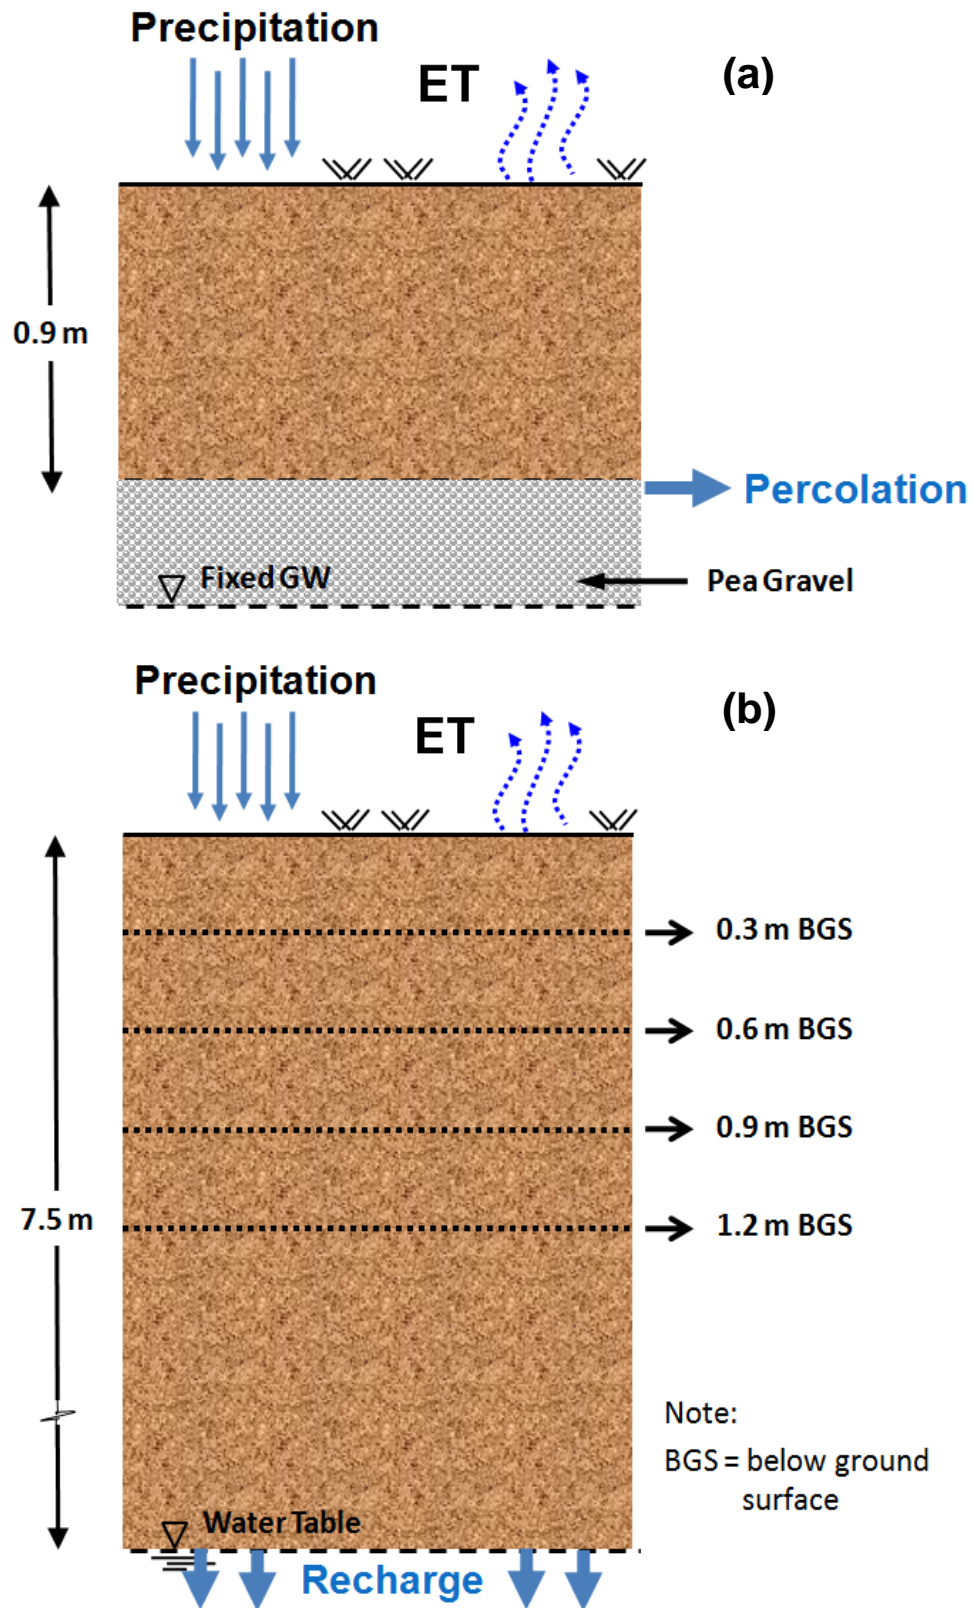 Precipitation
ET
(a)
0.9 m
Percolation
Fixed GW
Pea Gravel
Precipitation
ET
(b)
0.3 m BGS
0.6 m BGS
0.9 m BGS
7.5 m
1.2 m BGS
Note:
BGS = below ground
surface
Water Table
Recharge